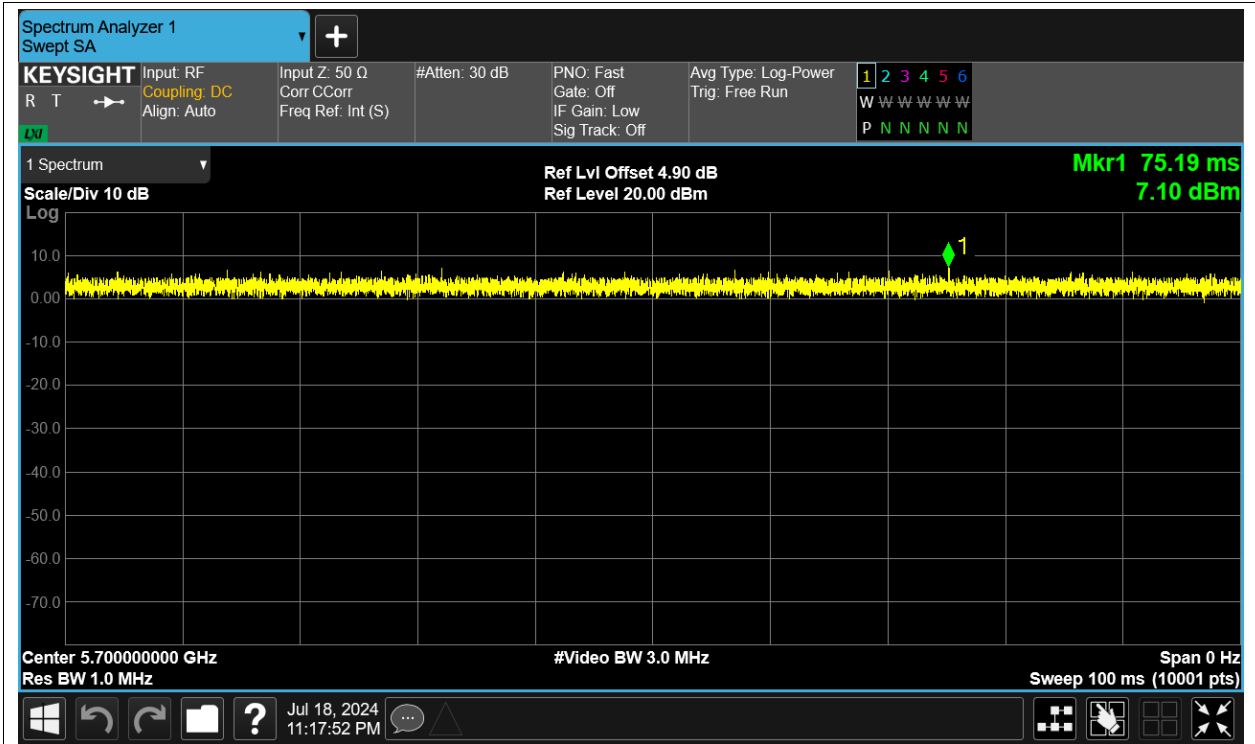 Spectrum Analyzer 1
Swept SA
KEYSIGHT
R T
LXI
Input: RF
Coupling: DC
Align: Auto
Input Z: 50 Ω
Corr CCorr
Freq Ref: Int (S)
#Atten: 30 dB
PNO: Fast
Gate: Off
IF Gain: Low
Sig Track: Off
Avg Type: Log-Power
Trig: Free Run
1 2 3 4 5 6
W W W W W W
P N N N N N
1 Spectrum
Scale/Div 10 dB
Ref Lvl Offset 4.90 dB
Ref Level 20.00 dBm
Mkr1 75.19 ms
7.10 dBm
Log
1
10.0
0.00
-10.0
-20.0
-30.0
-40.0
-50.0
-60.0
-70.0
Center 5.700000000 GHz
#Video BW 3.0 MHz
Span 0 Hz
Res BW 1.0 MHz
Sweep 100 ms (10001 pts)
?
Jul 18, 2024
11:17:52 PM